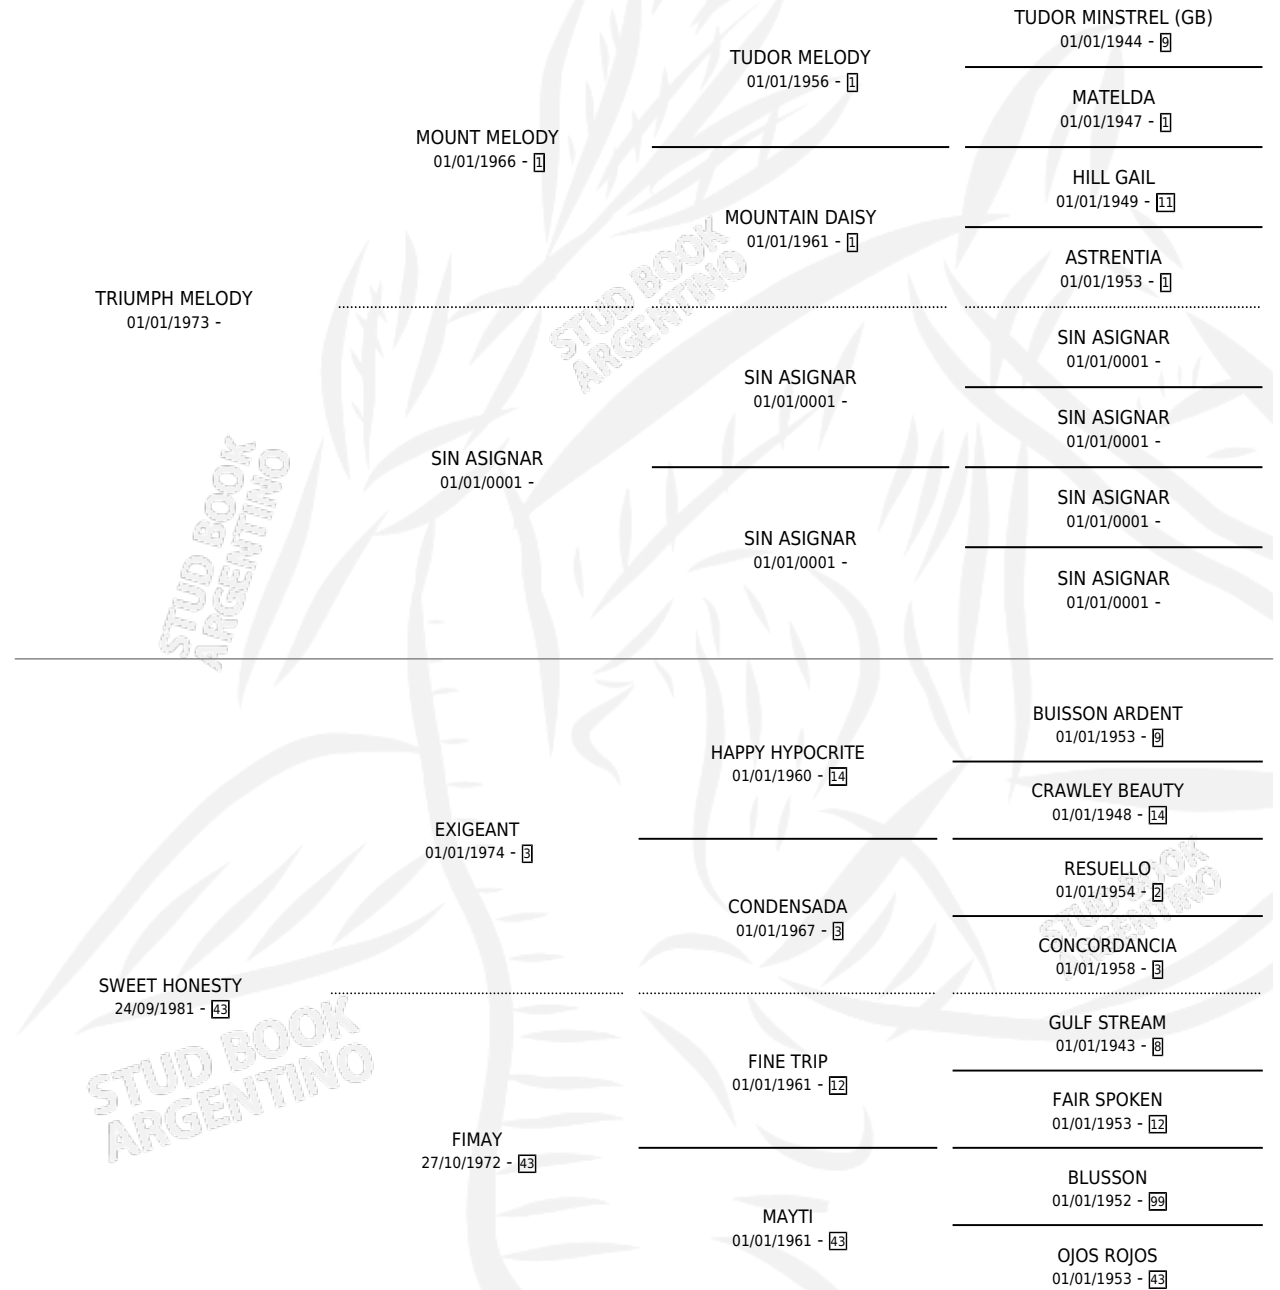 TUDOR MINSTREL (GB)
01/01/1944 - 9
TUDOR MELODY
01/01/1956 - 1
MATELDA
01/01/1947 - 1
MOUNT MELODY
01/01/1966 - 1
HILL GAIL
01/01/1949 - 11
MOUNTAIN DAISY
01/01/1961 - 1
ASTRENTIA
01/01/1953 - 1
TRIUMPH MELODY
01/01/1973 -
SIN ASIGNAR
01/01/0001 -
SIN ASIGNAR
01/01/0001 -
SIN ASIGNAR
01/01/0001 -
SIN ASIGNAR
01/01/0001 -
SIN ASIGNAR
01/01/0001 -
SIN ASIGNAR
01/01/0001 -
SIN ASIGNAR
01/01/0001 -
STUD BOOK
ARGENTINO
STUD BOOK
ARGENTINO
BUISSON ARDENT
01/01/1953 - 9
HAPPY HYPOCRITE
01/01/1960 - 14
CRAWLEY BEAUTY
01/01/1948 - 14
EXIGEANT
01/01/1974 - 3
RESUELLO
01/01/1954 - 2
CONDENSADA
01/01/1967 - 3
CONCORDANCIA
01/01/1958 - 3
STUD BOOK
ARGENTINO
SWEET HONESTY
24/09/1981 - 43
STUD BOOK
ARGENTINO
GULF STREAM
01/01/1943 - 8
FINE TRIP
01/01/1961 - 12
FAIR SPOKEN
01/01/1953 - 12
FIMAY
27/10/1972 - 43
BLUSSON
01/01/1952 - 99
MAYTI
01/01/1961 - 43
OJOS ROJOS
01/01/1953 - 43